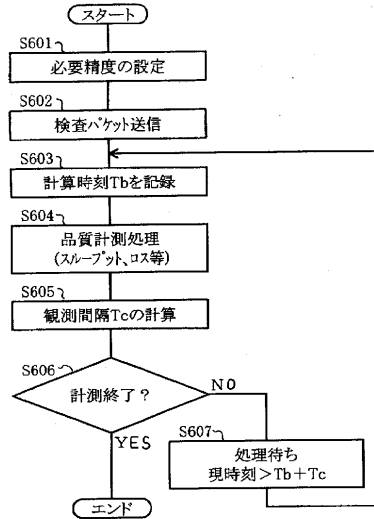 スタート
S601
必要精度の設定
S602
検査パケット送信
S603
計算時刻Tbを記録
S604
品質計測処理
(スループット、ロス等)
S605
観測間隔Tcの計算
S606
計測終了?
NO
YES
S607
処理待ち
現時刻>Tb+Tc
エンド